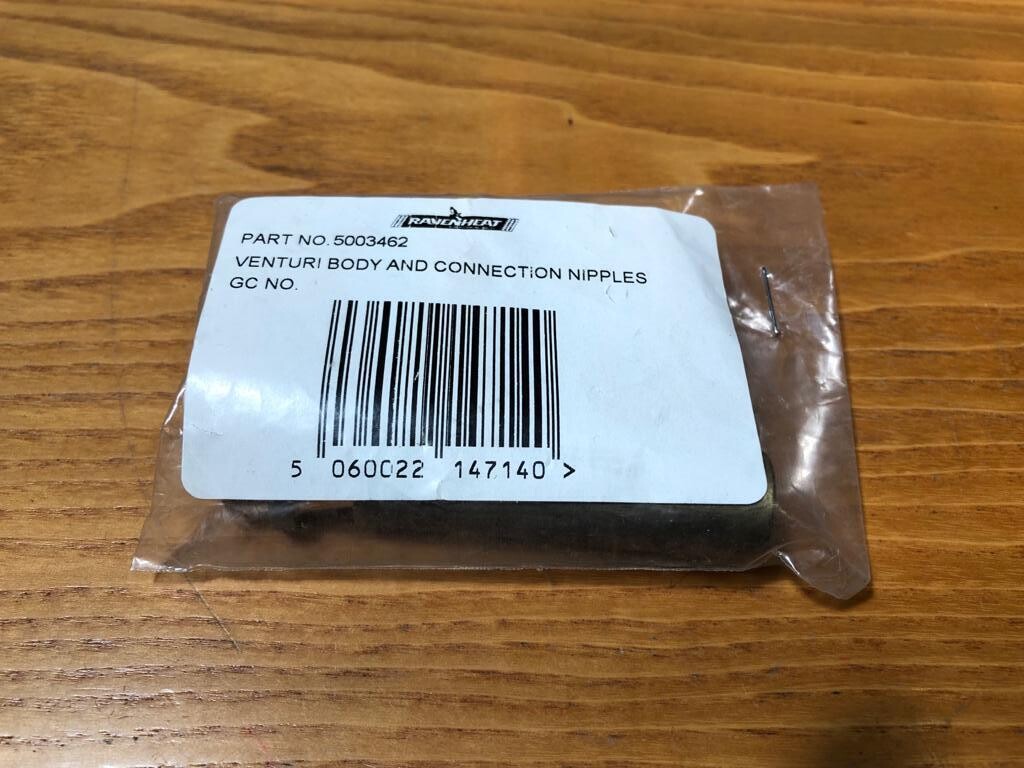 RAVENHEAT
PART NO. 5003462
VENTURI BODY AND CONNECTION NIPPLES
GC NO.
5 060022 147140 >